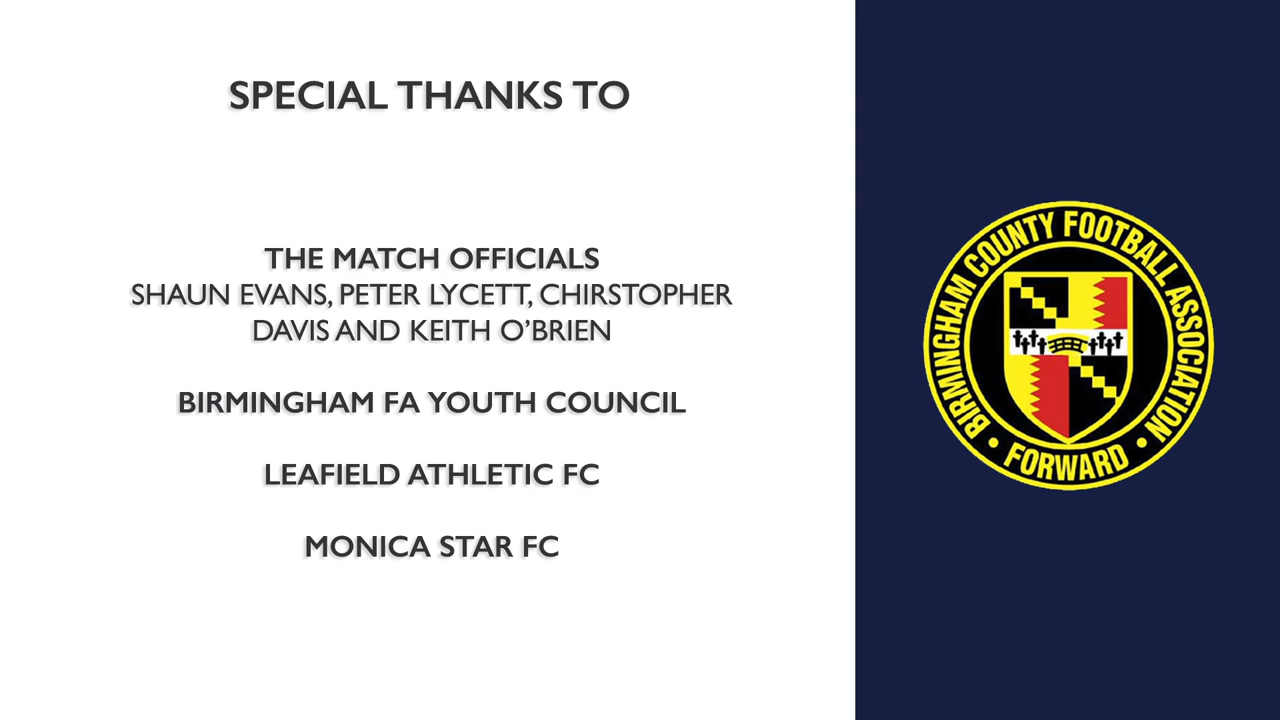 SPECIAL THANKS TO
THE MATCH OFFICIALS
SHAUN EVANS, PETER LYCETT, CHIRSTOPHER
DAVIS AND KEITH O’BRIEN
BIRMINGHAM FA YOUTH COUNCIL
LEAFIELD ATHLETIC FC
MONICA STAR FC
BIRMINGHAM COUNTY FOOTBALL ASSOCIATION
• FORWARD •